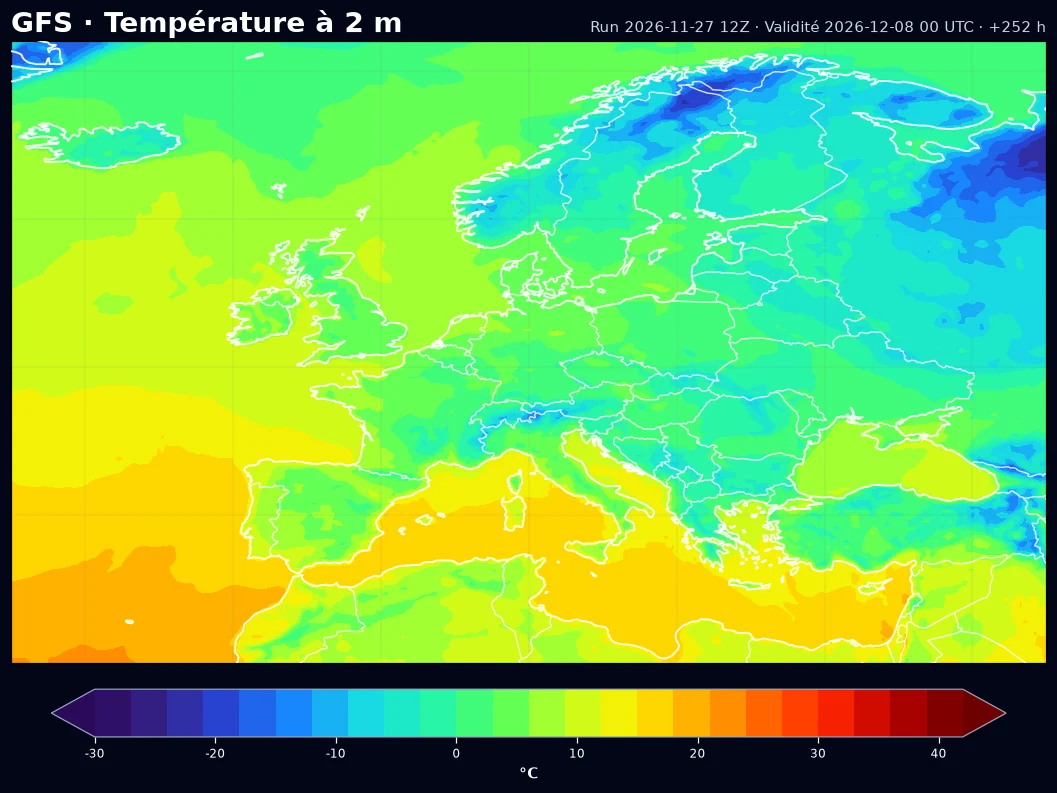 GFS · Température à 2 m
Run 2026-11-27 12Z · Validité 2026-12-08 00 UTC · +252 h
-30 -20 -10 0 10 20 30 40
°C